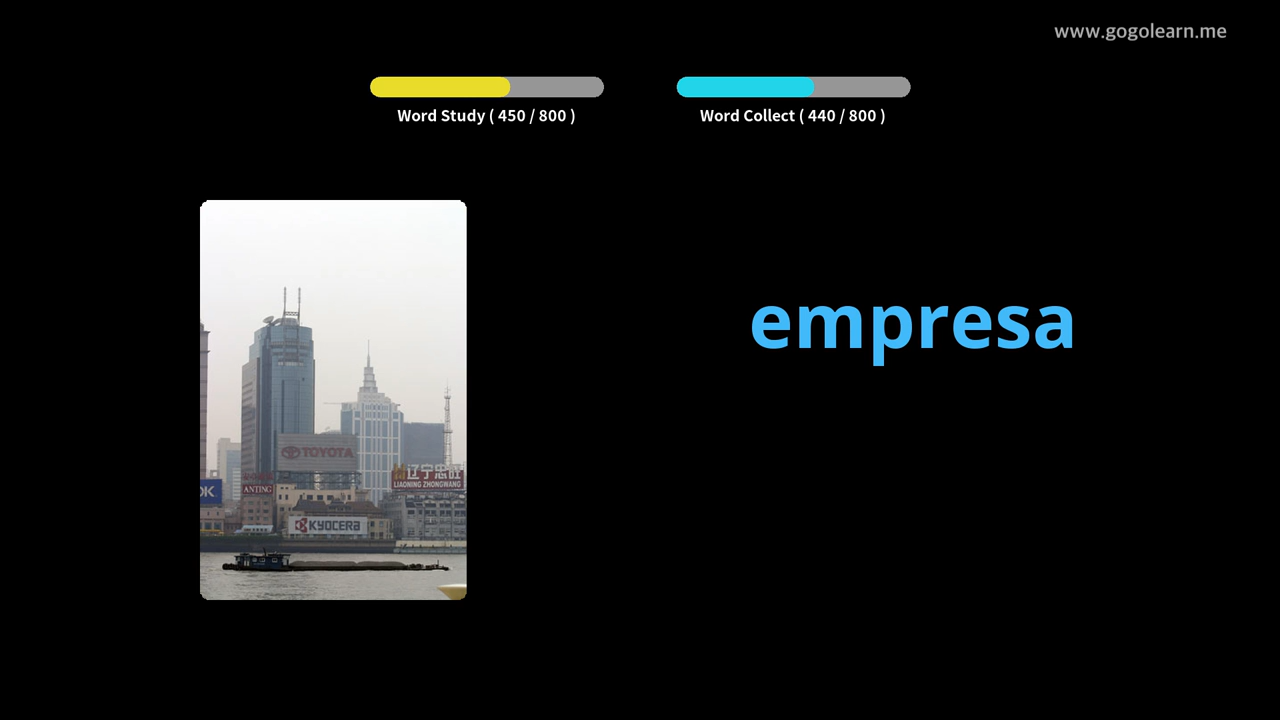 www.gogolearn.me
Word Study ( 450 / 800 )
Word Collect ( 440 / 800 )
empresa
TOYOTA
辽宁忠旺
LIAONING ZHONGWANG
OK
ANTING
KYOCERA